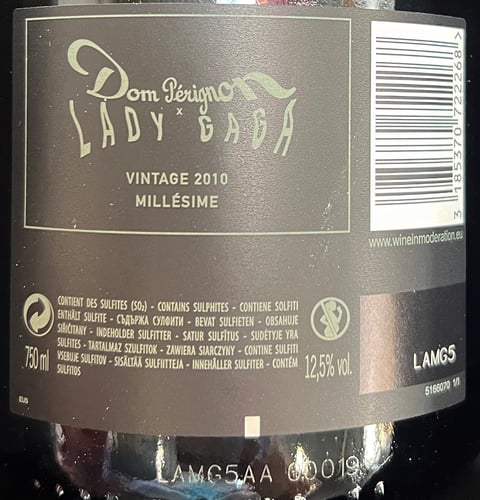 Dom Pérignon
x
LADY GAGA
VINTAGE 2010
MILLÉSIME
3 185370 722268 >
www.wineinmoderation.eu
CONTIENT DES SULFITES (SO₂) - CONTAINS SULPHITES - CONTIENE SOLFITI
ENTHÄLT SULFITE - СЪДЪРЖА СУЛФИТИ - BEVAT SULFIETEN - OBSAHUJE
SIŘIČITANY - INDEHOLDER SULFITTER - SATUR SULFĪTUS - SUDĖTYJE YRA
SULFITES - TARTALMAZ SZULFITOK - ZAWIERA SIARCZYNY - CONTINE SULFITI
VSEBUJE SULFITOV - SISÄLTÄÄ SULFIITTEJA - INNEHÅLLER SULFITER - CONTÉM
SULFITOS
750 ml
12,5% vol.
LAMG5
5166070 1/1
EUS
LAMG5AA 00019